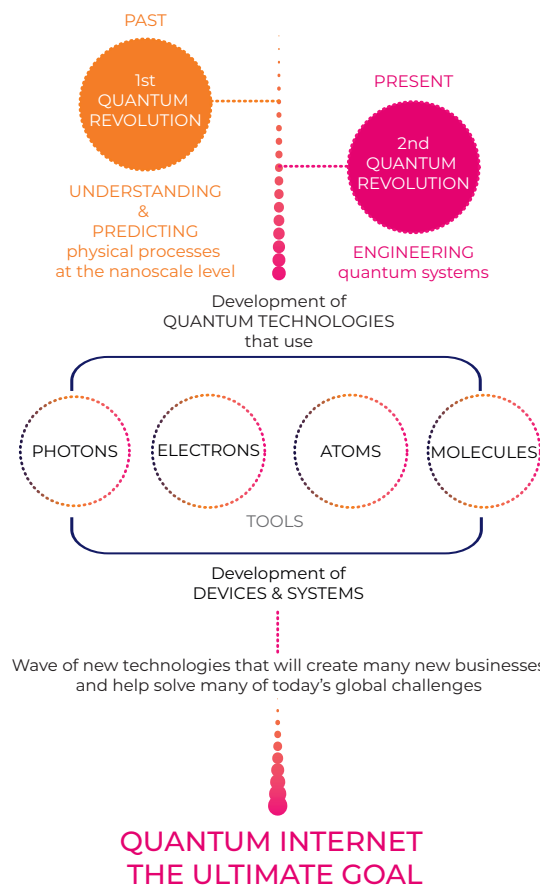 PAST
1st
QUANTUM
REVOLUTION
UNDERSTANDING
&
PREDICTING
physical processes
at the nanoscale level
PRESENT
2nd
QUANTUM
REVOLUTION
ENGINEERING
quantum systems
Development of
QUANTUM TECHNOLOGIES
that use
PHOTONS
ELECTRONS
ATOMS
MOLECULES
TOOLS
Development of
DEVICES & SYSTEMS
Wave of new technologies that will create many new businesses
and help solve many of today’s global challenges
QUANTUM INTERNET
THE ULTIMATE GOAL